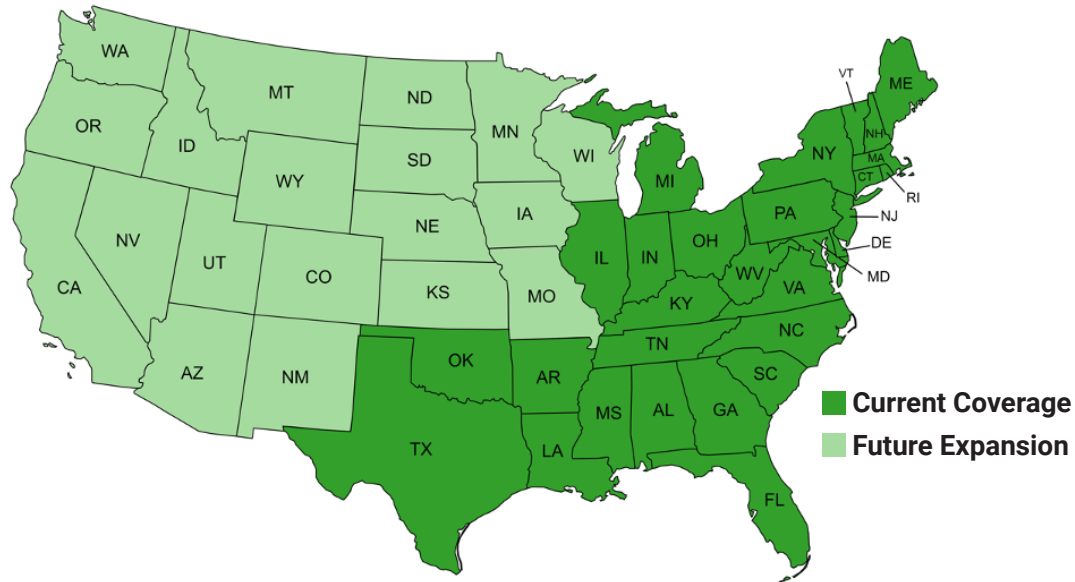 WA
MT
ND
MN
OR
ID
SD
WI
WY
MI
VT
ME
NH
NY
MA
CT
RI
NV
NE
IA
PA
NJ
CA
UT
CO
KS
MO
IL
IN
OH
WV
DE
MD
VA
KY
AZ
NM
OK
AR
TN
NC
SC
TX
LA
MS
AL
GA
FL
Current Coverage
Future Expansion